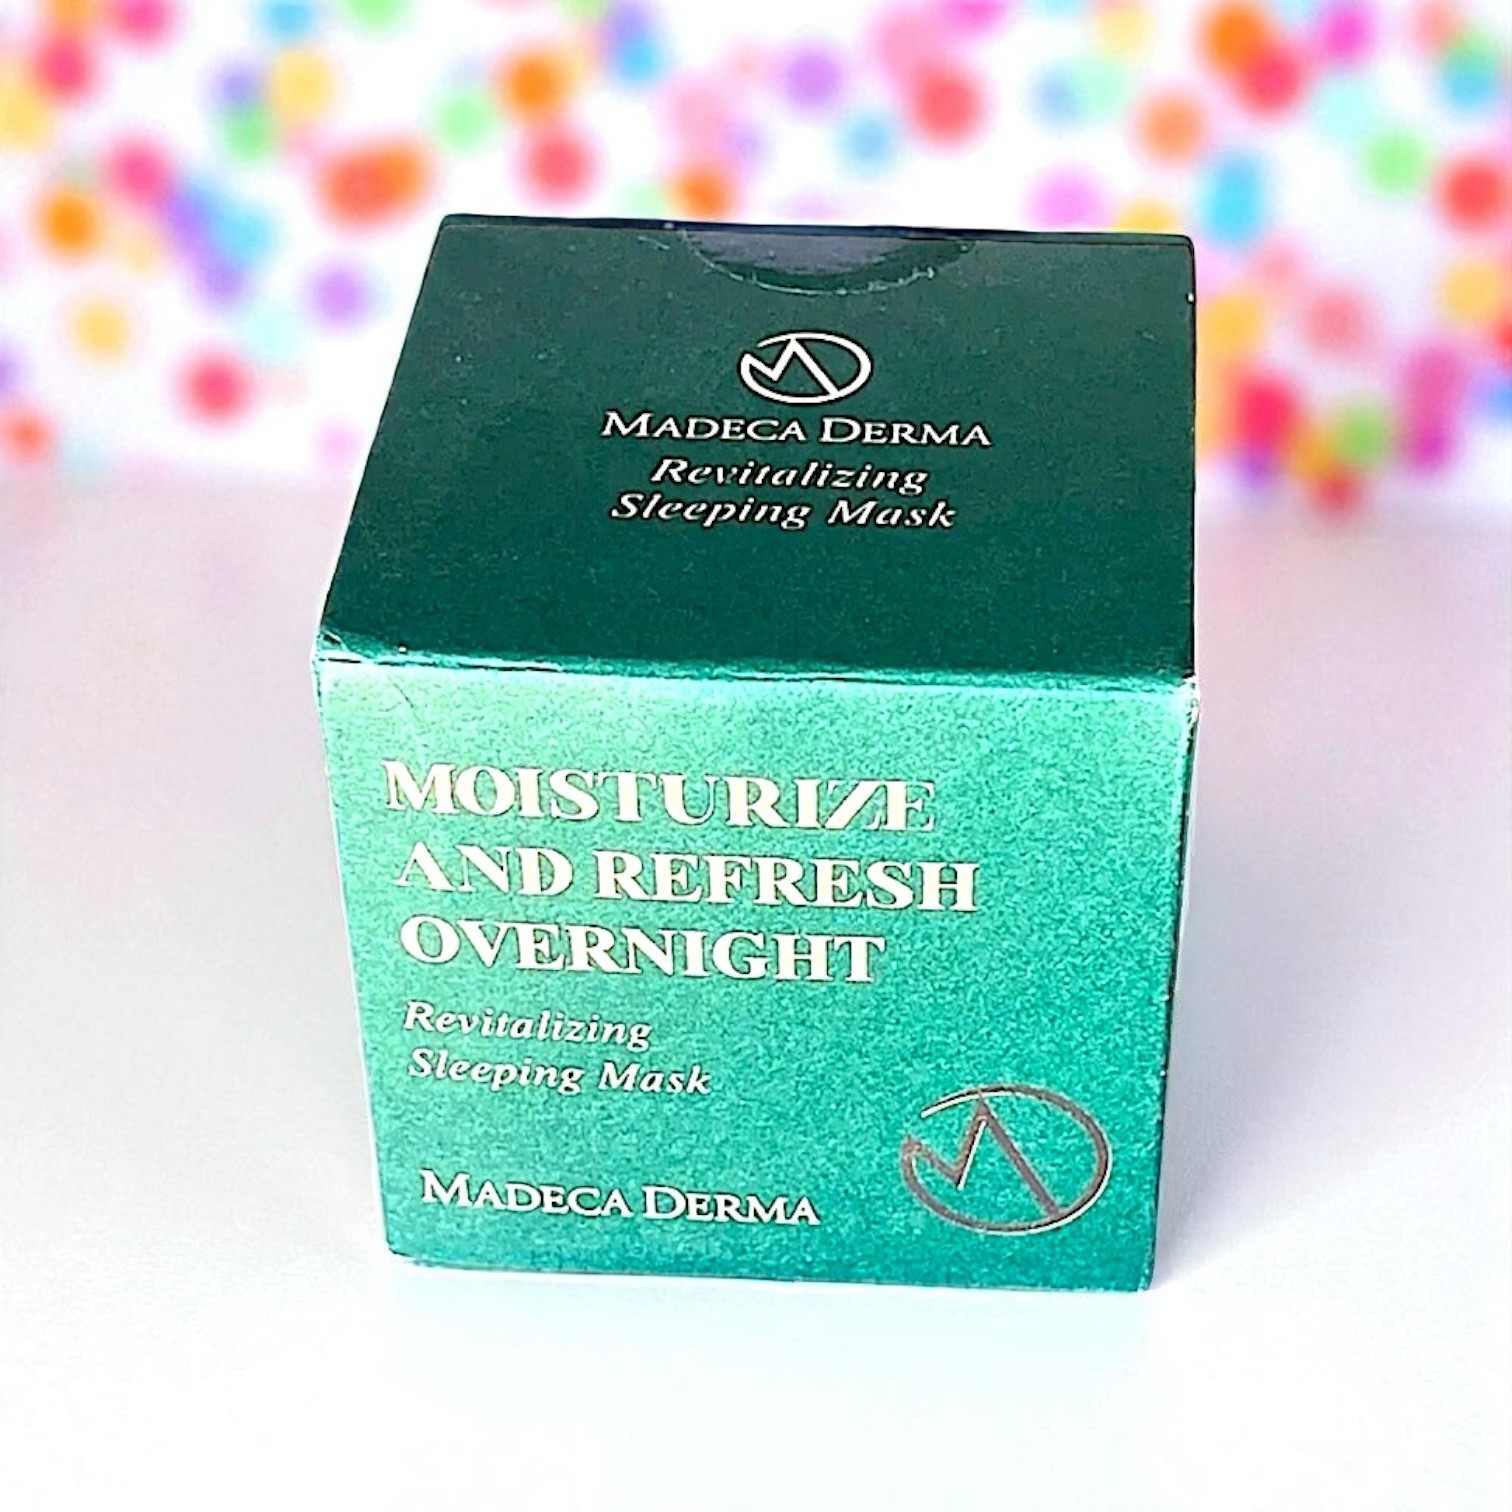 MADECA DERMA
Revitalizing
Sleeping Mask
MOISTURIZE
AND REFRESH
OVERNIGHT
Revitalizing
Sleeping Mask
MADECA DERMA